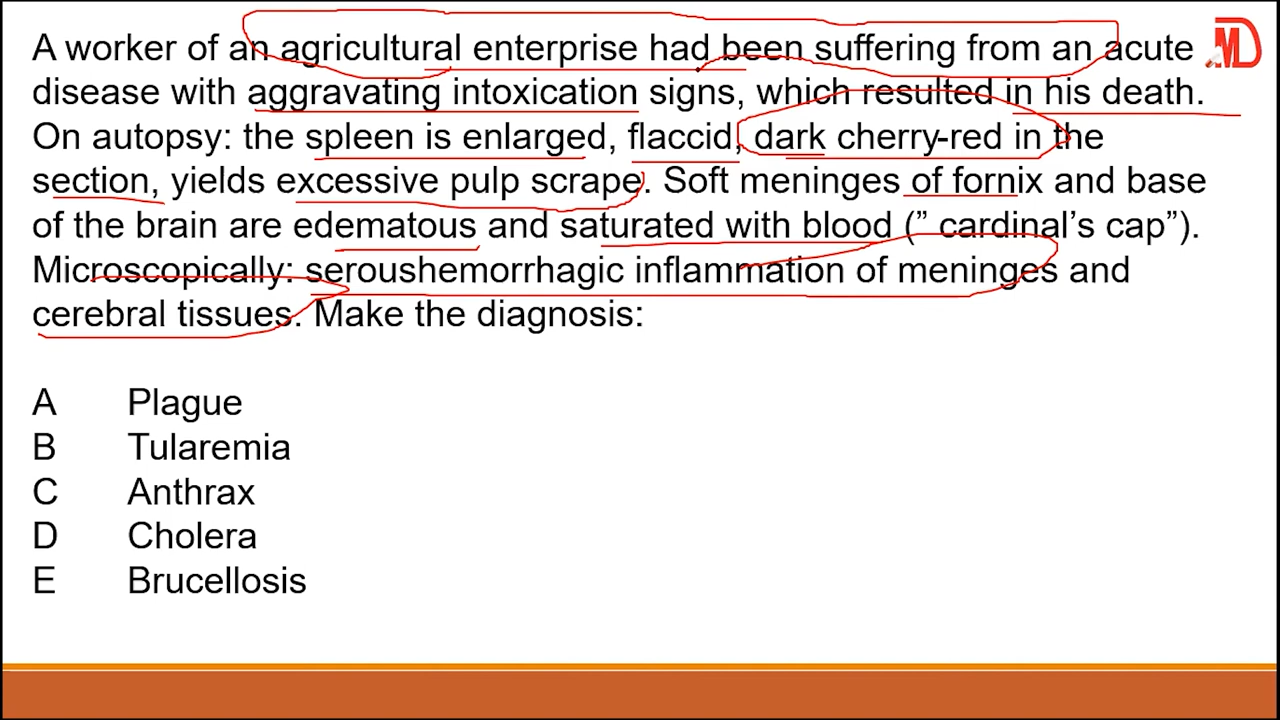 A worker of an agricultural enterprise had been suffering from an acute
disease with aggravating intoxication signs, which resulted in his death.
On autopsy: the spleen is enlarged, flaccid, dark cherry-red in the
section, yields excessive pulp scrape. Soft meninges of fornix and base
of the brain are edematous and saturated with blood (” cardinal’s cap”).
Microscopically: seroushemorrhagic inflammation of meninges and
cerebral tissues. Make the diagnosis:
A Plague
B Tularemia
C Anthrax
D Cholera
E Brucellosis
MD